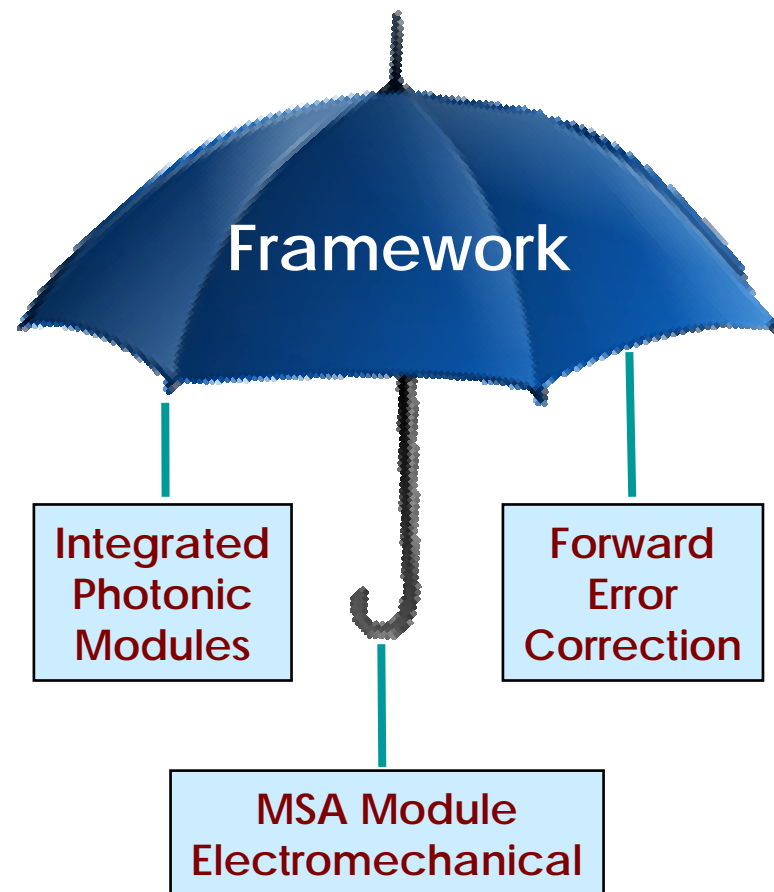 Framework
Integrated
Photonic
Modules
Forward
Error
Correction
MSA Module
Electromechanical